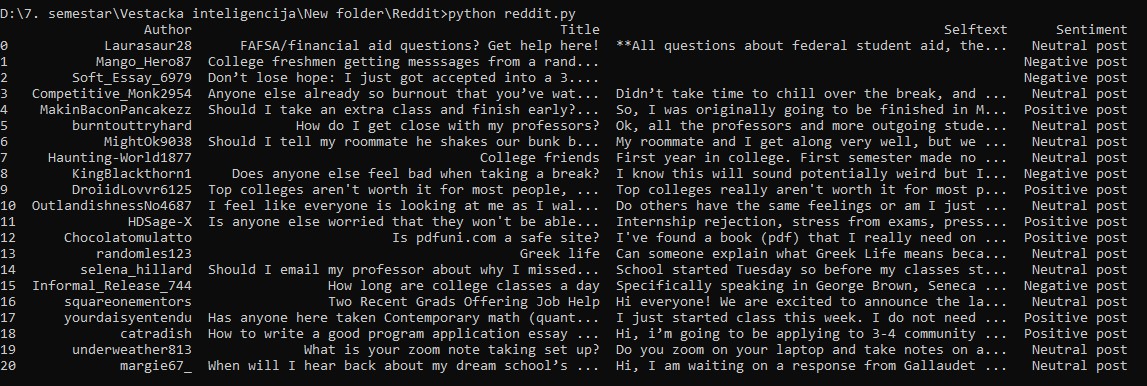 D:\7. semestar\Vestacka inteligencija\New folder\Reddit>python reddit.py
Author Title Selftext Sentiment
0 Laurasaur28 FAFSA/financial aid questions? Get help here! **All questions about federal student aid, the... Neutral post
1 Mango_Hero87 College freshmen getting messsages from a rand... Negative post
2 Soft_Essay_6979 Don’t lose hope: I just got accepted into a 3.... Negative post
3 Competitive_Monk2954 Anyone else already so burnout that you’ve wat... Didn’t take time to chill over the break, and ... Neutral post
4 MakinBaconPancakezz Should I take an extra class and finish early?... So, I was originally going to be finished in M... Positive post
5 burntouttryhard How do I get close with my professors? Ok, all the professors and more outgoing stude... Neutral post
6 MightOk9038 Should I tell my roommate he shakes our bunk b... My roommate and I get along very well, but we ... Neutral post
7 Haunting-World1877 College friends First year in college. First semester made no ... Neutral post
8 KingBlackthorn1 Does anyone else feel bad when taking a break? I know this will sound potentially weird but I... Negative post
9 DroiidLovvr6125 Top colleges aren't worth it for most people, ... Top colleges really aren't worth it for most p... Neutral post
10 OutlandishnessNo4687 I feel like everyone is looking at me as I wal... Do others have the same feelings or am I just ... Neutral post
11 HDSage-X Is anyone else worried that they won't be able... Internship rejection, stress from exams, press... Positive post
12 Chocolatomulatto Is pdfuni.com a safe site? I've found a book (pdf) that I really need on ... Positive post
13 randomles123 Greek life Can someone explain what Greek Life means beca... Neutral post
14 selena_hillard Should I email my professor about why I missed... School started Tuesday so before my classes st... Neutral post
15 Informal_Release_744 How long are college classes a day Specifically speaking in George Brown, Seneca ... Negative post
16 squareonementors Two Recent Grads Offering Job Help Hi everyone! We are excited to announce the la... Neutral post
17 yourdaisyentendu Has anyone here taken Contemporary math (quant... I just started class this week. I do not need ... Positive post
18 catradish How to write a good program application essay ... Hi, i’m going to be applying to 3-4 community ... Positive post
19 underweather813 What is your zoom note taking set up? Do you zoom on your laptop and take notes on a... Neutral post
20 margie67_ When will I hear back about my dream school’s ... Hi, I am waiting on a response from Gallaudet ... Neutral post